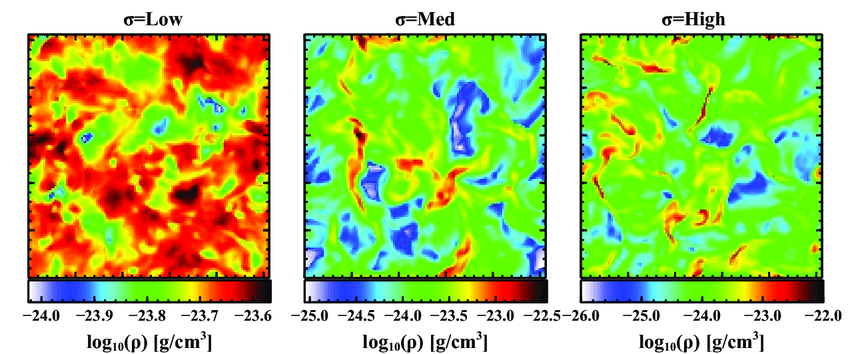 σ=Low σ=Med σ=High
−24.0 −23.9 −23.8 −23.7 −23.6 −25.0 −24.5 −24.0 −23.5 −23.0 −22.5 −26.0 −25.0 −24.0 −23.0 −22.0
log₁₀(ρ) [g/cm³] log₁₀(ρ) [g/cm³] log₁₀(ρ) [g/cm³]